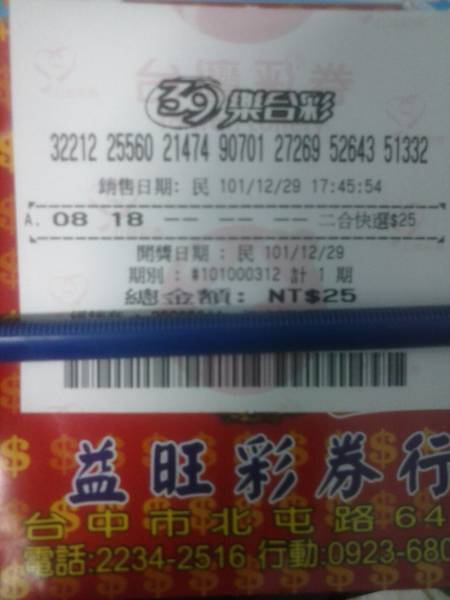 39樂合彩
32212 25560 21474 90701 27269 52643 51332
銷售日期: 民 101/12/29 17:45:54
A. 08 18 -- -- -- 二合快選$25
開獎日期 : 民 101/12/29
期別 : #101000312 計 1 期
總金額: NT$25
益旺彩券行
台中市北屯路64
電話:2234-2516 行動:0923-680